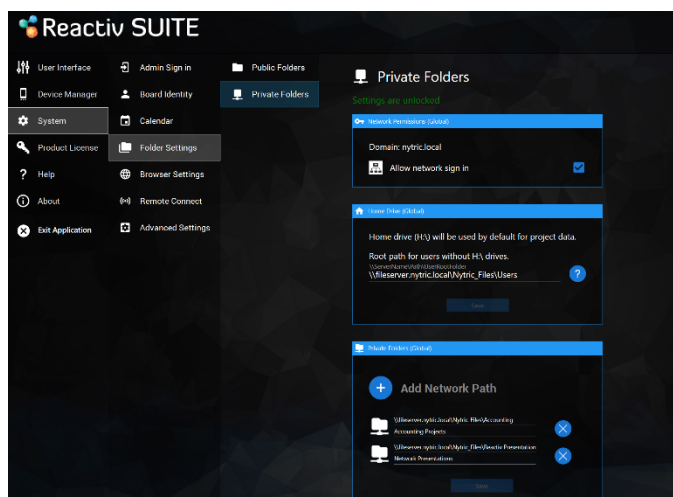 Reactiv SUITE
User Interface
Device Manager
System
Product License
Help
About
Exit Application
Admin Sign in
Board Identity
Calendar
Folder Settings
Browser Settings
Remote Connect
Advanced Settings
Public Folders
Private Folders
Private Folders
Settings are unlocked
Network Permissions (Global)
Domain: nytric.local
Allow network sign in
Home Drive (Global)
Home drive (H:\) will be used by default for project data.
Root path for users without H:\ drives.
\\ServerName\Path\UserRootFolder
\\fileserver.nytric.local\Nytric_Files\Users
?
Save
Private Folders (Global)
Add Network Path
\\fileserver.nytric.local\Nytric_Files\Accounting
Accounting Projects
\\fileserver.nytric.local\Nytric_Files\Reactiv Presentation
Network Presentations
Save